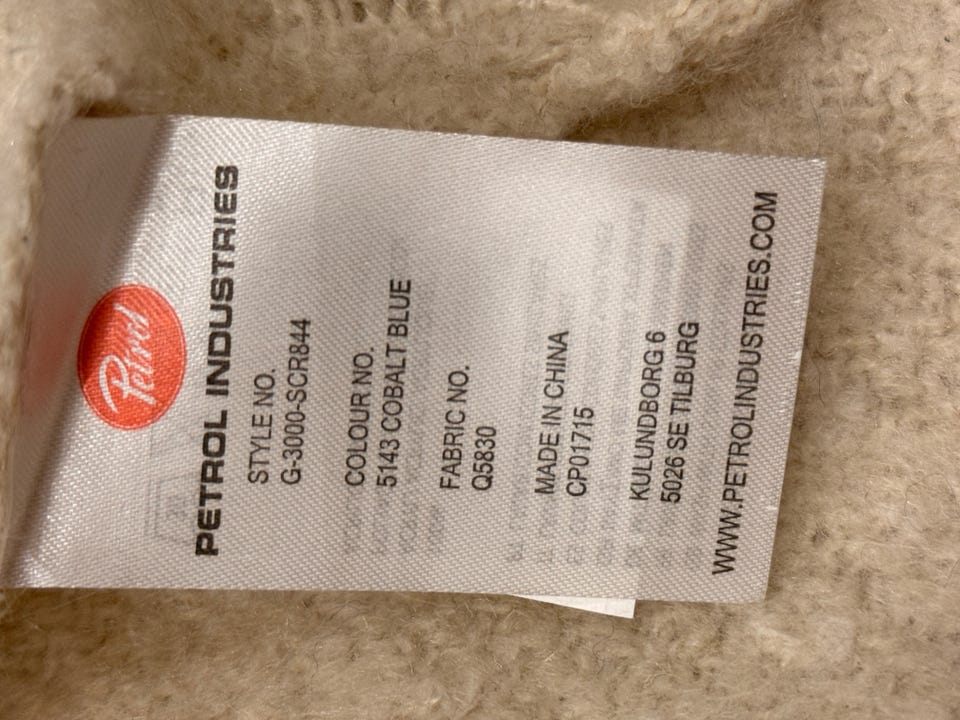 Petrol
PETROL INDUSTRIES
STYLE NO.
G-3000-SCR844
COLOUR NO.
5143 COBALT BLUE
FABRIC NO.
Q5830
MADE IN CHINA
CP01715
KULUNDBORG 6
5026 SE TILBURG
WWW.PETROLINDUSTRIES.COM